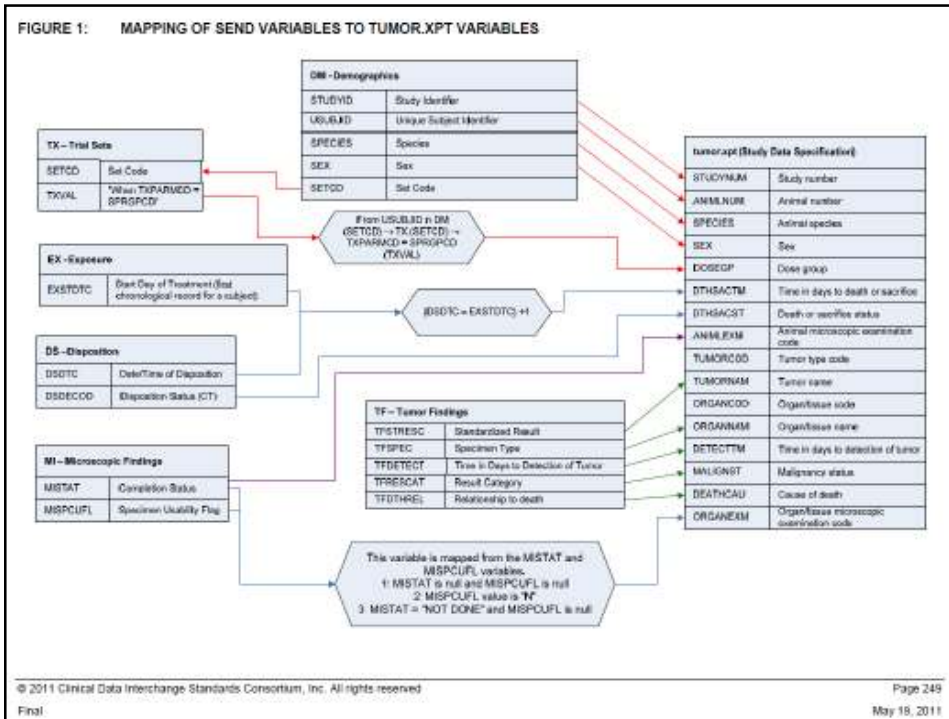 FIGURE 1: MAPPING OF SEND VARIABLES TO TUMOR.XPT VARIABLES
DM - Demographics
STUDYID Study Identifier
USUBJID Unique Subject Identifier
SPECIES Species
SEX Sex
SETCD Set Code
TX – Trial Sets
SETCD Set Code
TXVAL "When TXPARMCD =
SPRGPCD"
From USUBJID in DM
(SETCD) → TX (SETCD) →
TXPARMCD = SPRGPCD
(TXVAL)
EX - Exposure
EXSTDTC Start Day of Treatment (first
chronological record for a subject)
(DSDTC – EXSTDTC) +1
DS – Disposition
DSDTC Date/Time of Disposition
DSDECOD Disposition Status (CT)
MI – Microscopic Findings
MISTAT Completion Status
MISPCUFL Specimen Usability Flag
TF – Tumor Findings
TFSTRESC Standardized Result
TFSPEC Specimen Type
TFDETECT Time in Days to Detection of Tumor
TFRESCAT Result Category
TFDTHREL Relationship to death
tumor.xpt (Study Data Specification)
STUDYNUM Study number
ANIMLNUM Animal number
SPECIES Animal species
SEX Sex
DOSEGP Dose group
DTHSACTM Time in days to death or sacrifice
DTHSACST Death or sacrifice status
ANIMLEXM Animal microscopic examination
code
TUMORCOD Tumor type code
TUMORNAM Tumor name
ORGANCOD Organ/tissue code
ORGANNAM Organ/tissue name
DETECTTM Time in days to detection of tumor
MALIGNST Malignancy status
DEATHCAU Cause of death
ORGANEXM Organ/tissue microscopic
examination code
This variable is mapped from the MISTAT and
MISPCUFL variables.
1: MISTAT is null and MISPCUFL is null
2: MISPCUFL value is "N"
3: MISTAT = "NOT DONE" and MISPCUFL is null
© 2011 Clinical Data Interchange Standards Consortium, Inc. All rights reserved Page 249
Final May 19, 2011